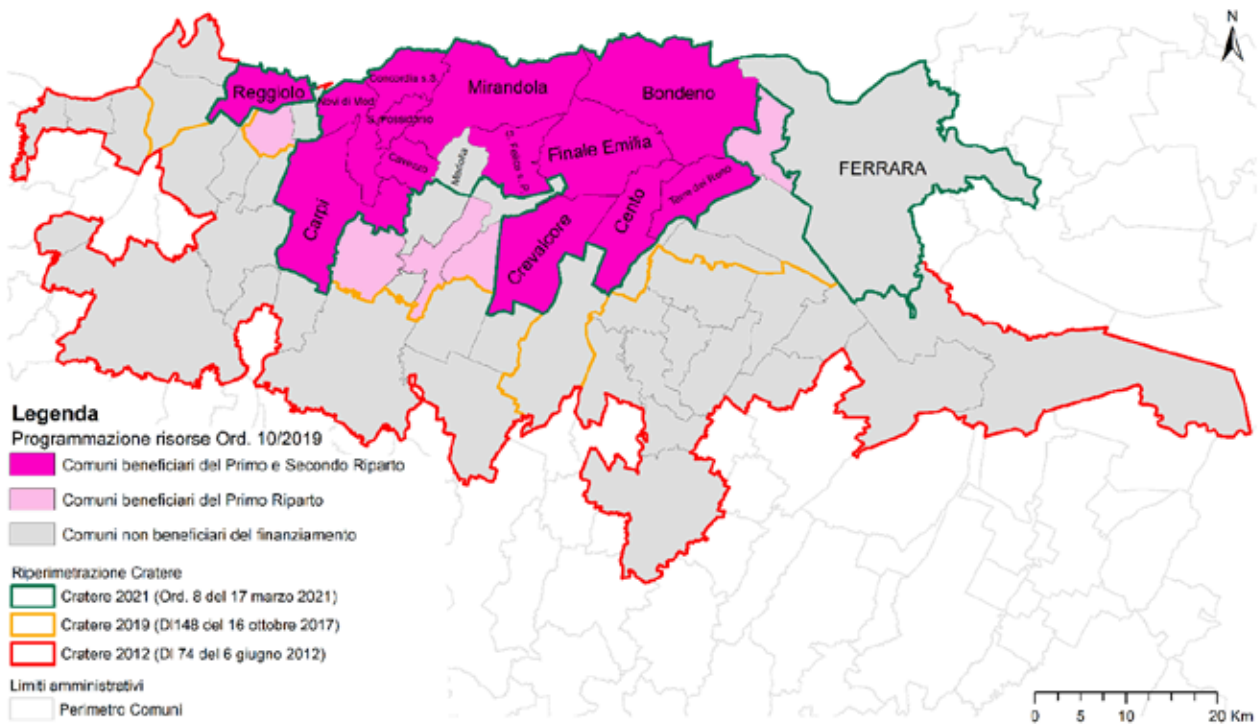 N
Reggiolo
Concordia s.S.
Mirandola
Bondeno
Novi di Mod.
S. Possidonio
Cavezzo
Medolla
S. Felice s.P.
Finale Emilia
FERRARA
Carpi
Crevalcore
Cento
Terre del Reno
Legenda
Programmazione risorse Ord. 10/2019
Comuni beneficiari del Primo e Secondo Riparto
Comuni beneficiari del Primo Riparto
Comuni non beneficiari del finanziamento
Riperimetrazione Cratere
Cratere 2021 (Ord. 8 del 17 marzo 2021)
Cratere 2019 (Dl148 del 16 ottobre 2017)
Cratere 2012 (Dl 74 del 6 giugno 2012)
Limiti amministrativi
Perimetro Comuni
0 5 10 20 Km